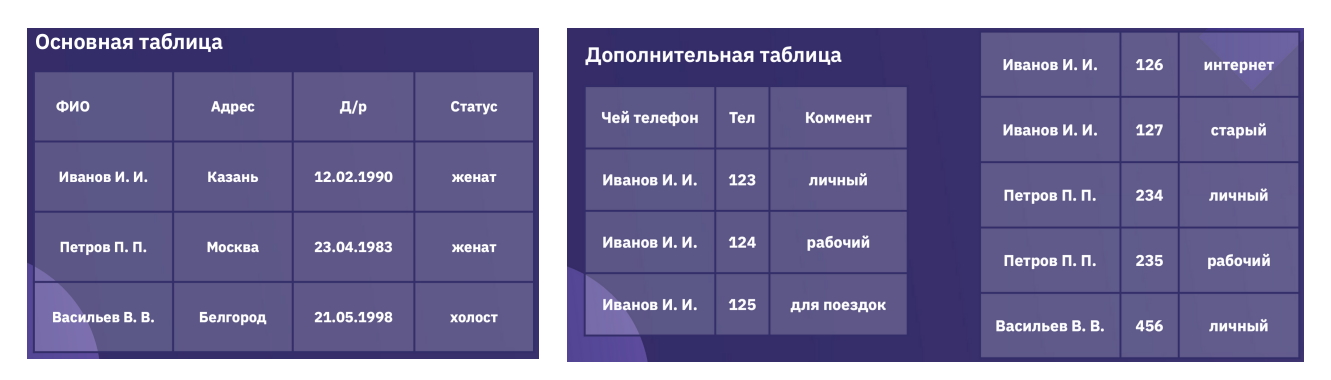 Основная таблица
ФИО Адрес Д/р Статус
Иванов И. И. Казань 12.02.1990 женат
Петров П. П. Москва 23.04.1983 женат
Васильев В. В. Белгород 21.05.1998 холост
Дополнительная таблица
Чей телефон Тел Коммент
Иванов И. И. 123 личный
Иванов И. И. 124 рабочий
Иванов И. И. 125 для поездок
Иванов И. И. 126 интернет
Иванов И. И. 127 старый
Петров П. П. 234 личный
Петров П. П. 235 рабочий
Васильев В. В. 456 личный